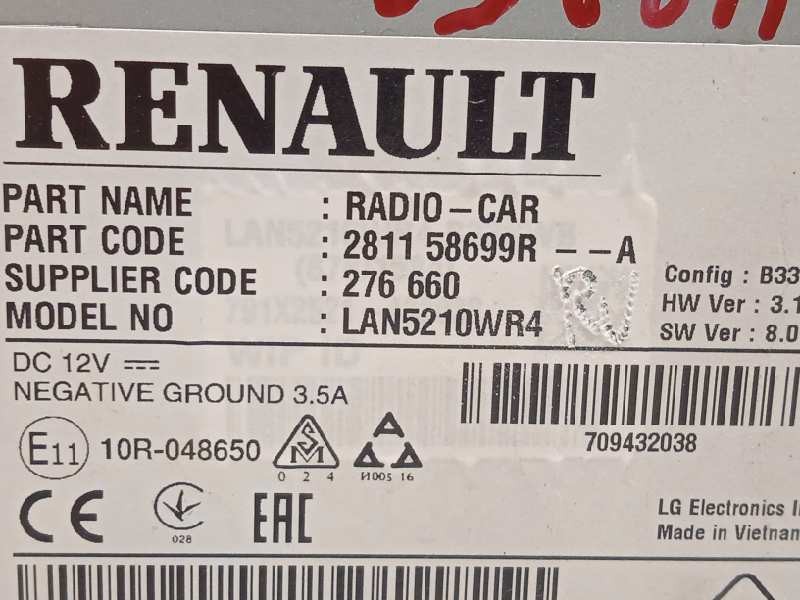 RENAULT
PART NAME : RADIO-CAR
PART CODE : 2811 58699R --A
SUPPLIER CODE : 276 660
MODEL NO : LAN5210WR4
Config : B33
HW Ver : 3.1
SW Ver : 8.0
DC 12V
NEGATIVE GROUND 3.5A
709432038
E11 10R-048650
SM
0 2 4
A
И005 16
CE
028
EAC
LG Electronics I
Made in Vietnam